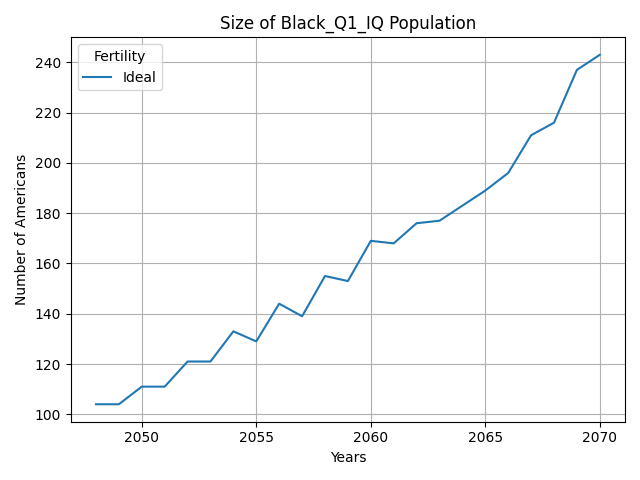 Size of Black_Q1_IQ Population
Fertility
Ideal
Number of Americans
240
220
200
180
160
140
120
100
2050 2055 2060 2065 2070
Years